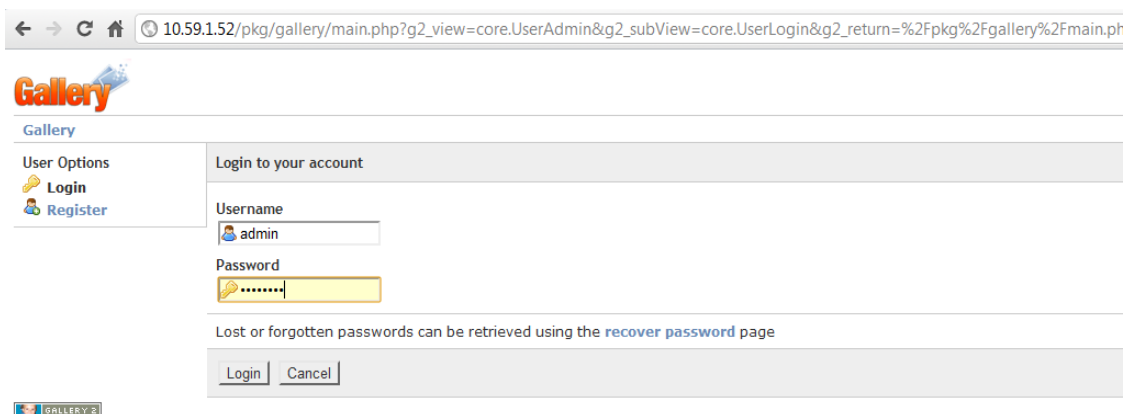 10.59.1.52/pkg/gallery/main.php?g2_view=core.UserAdmin&g2_subView=core.UserLogin&g2_return=%2Fpkg%2Fgallery%2Fmain.ph
Gallery
Gallery
User Options
Login
Register
Login to your account
Username
admin
Password
••••••••
Lost or forgotten passwords can be retrieved using the recover password page
Login Cancel
GALLERY 2